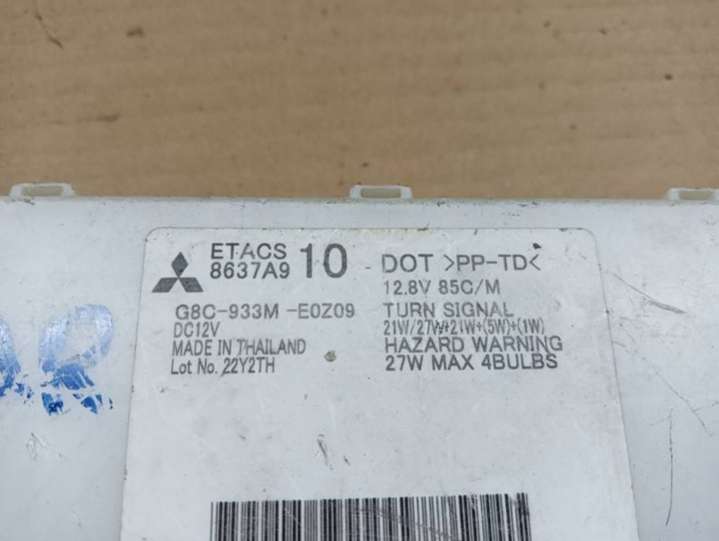 ETACS 10
8637A9
G8C-933M -E0Z09
DC12V
MADE IN THAILAND
Lot No. 22Y2TH
DOT >PP-TD<
12.8V 85C/M
TURN SIGNAL
21W/27W+21W+(5W)+(1W)
HAZARD WARNING
27W MAX 4BULBS